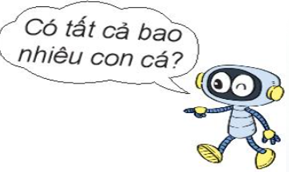 Có tất cả bao
nhiêu con cá?